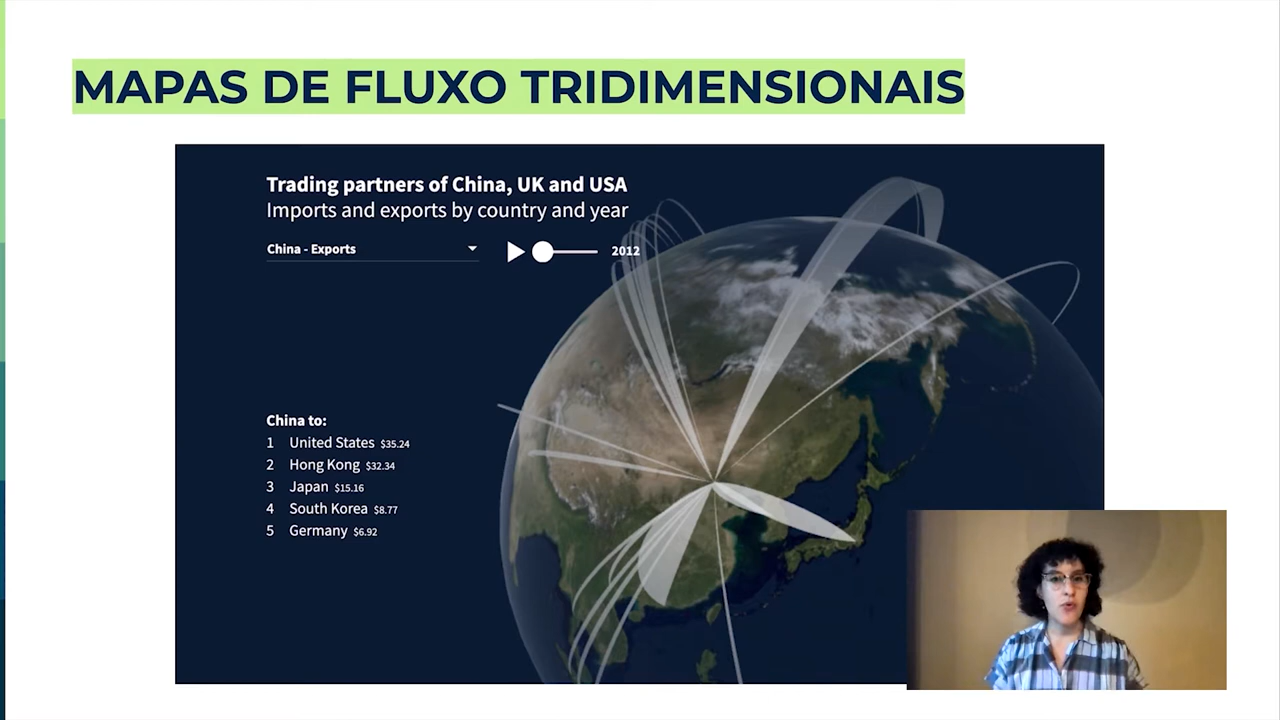 MAPAS DE FLUXO TRIDIMENSIONAIS
Trading partners of China, UK and USA
Imports and exports by country and year
China - Exports
2012
China to:
1 United States $35.24
2 Hong Kong $32.34
3 Japan $15.16
4 South Korea $8.77
5 Germany $6.92